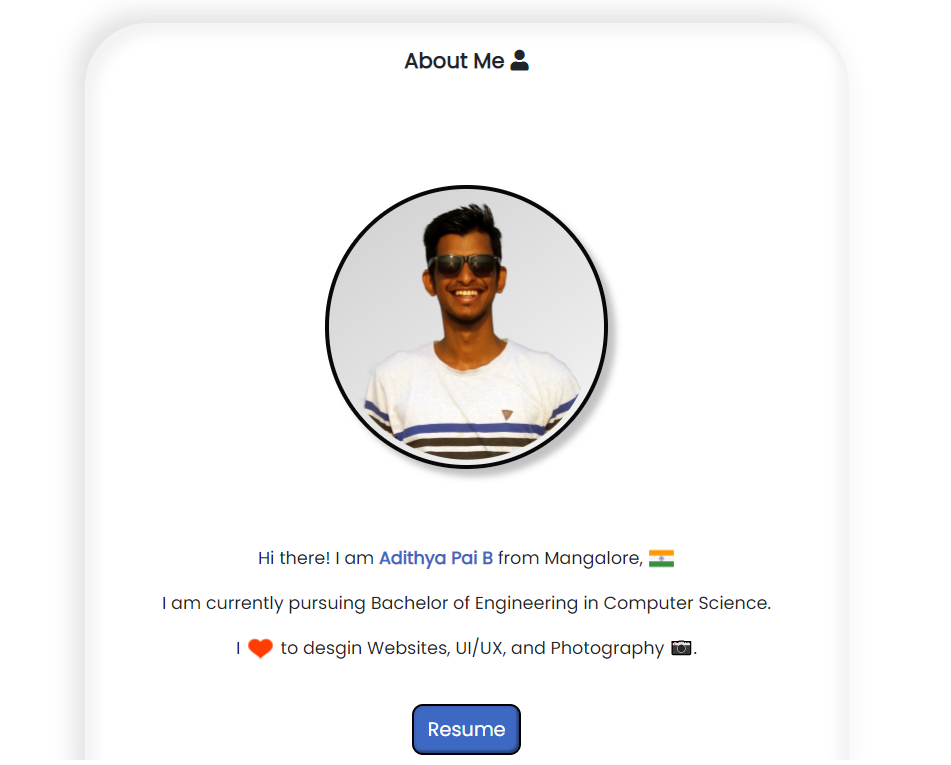 About Me
Hi there! I am Adithya Pai B from Mangalore,
I am currently pursuing Bachelor of Engineering in Computer Science.
I ❤ to desgin Websites, UI/UX, and Photography 📷.
Resume